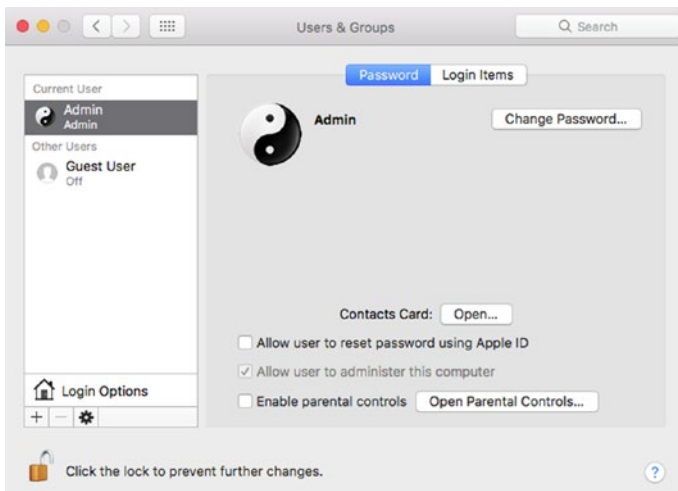 Users & Groups
Search
Password
Login Items
Current User
Admin
Admin
Other Users
Guest User
Off
Admin
Change Password...
Contacts Card: Open...
Allow user to reset password using Apple ID
Allow user to administer this computer
Enable parental controls Open Parental Controls...
Login Options
+ −
Click the lock to prevent further changes.
?